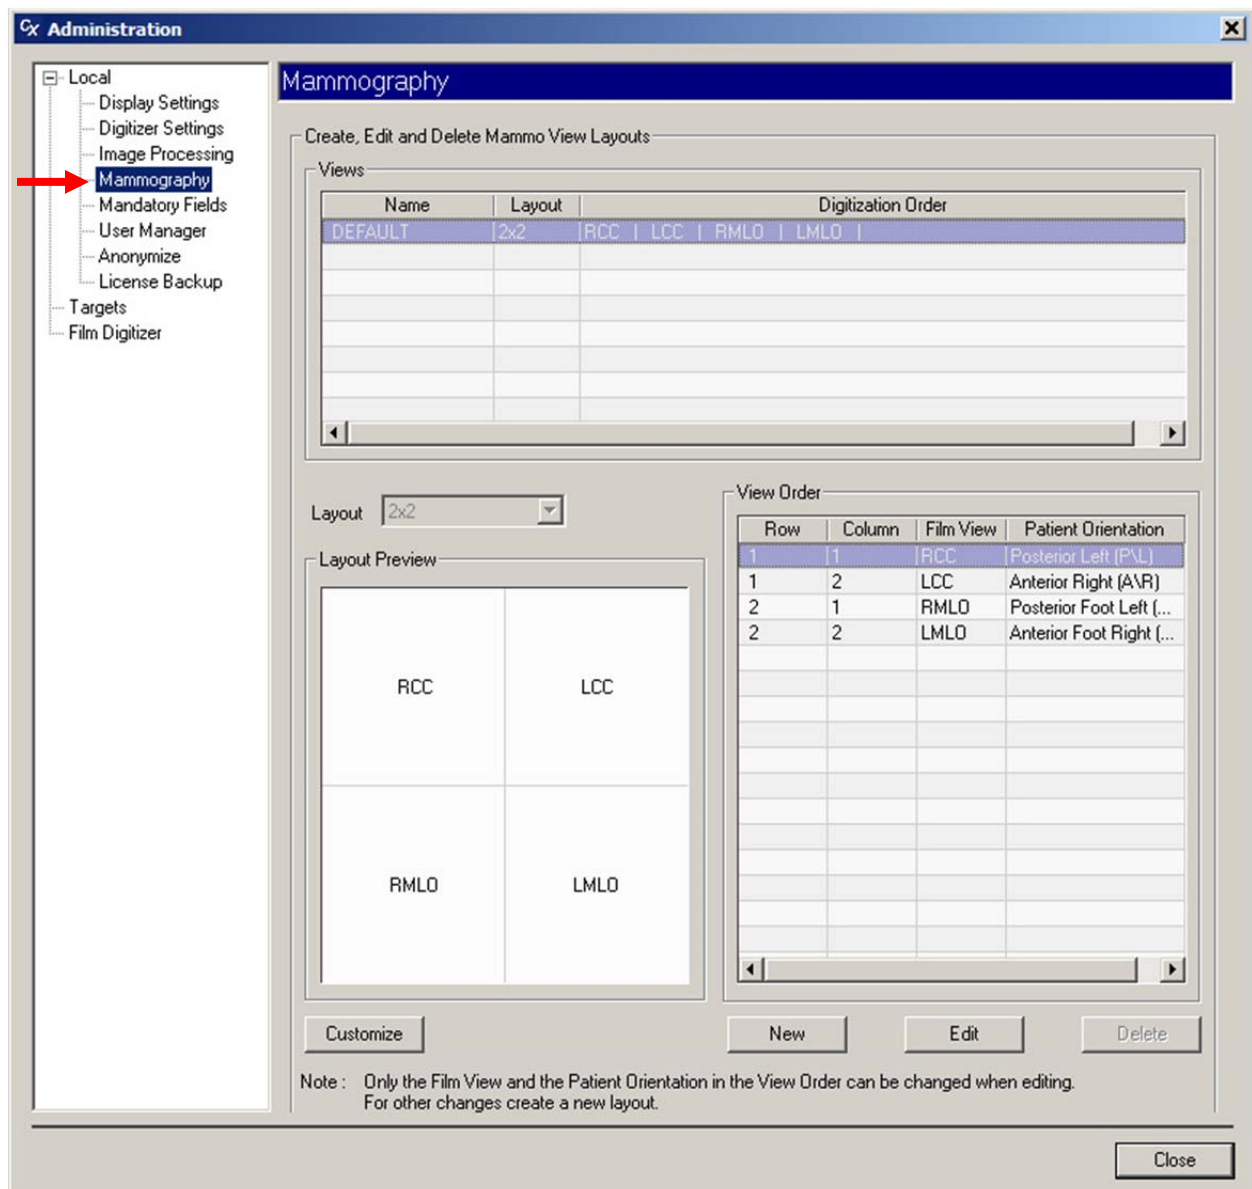 Cx Administration
Local
Display Settings
Digitizer Settings
Image Processing
Mammography
Mandatory Fields
User Manager
Anonymize
License Backup
Targets
Film Digitizer
Mammography
Create, Edit and Delete Mammo View Layouts
Views
Name Layout Digitization Order
DEFAULT 2x2 RCC | LCC | RMLO | LMLO |
Layout 2x2
Layout Preview
RCC LCC
RMLO LMLO
View Order
Row Column Film View Patient Orientation
1 1 RCC Posterior Left (P\L)
1 2 LCC Anterior Right (A\R)
2 1 RMLO Posterior Foot Left (...
2 2 LMLO Anterior Foot Right (...
Customize New Edit Delete
Note : Only the Film View and the Patient Orientation in the View Order can be changed when editing.
For other changes create a new layout.
Close